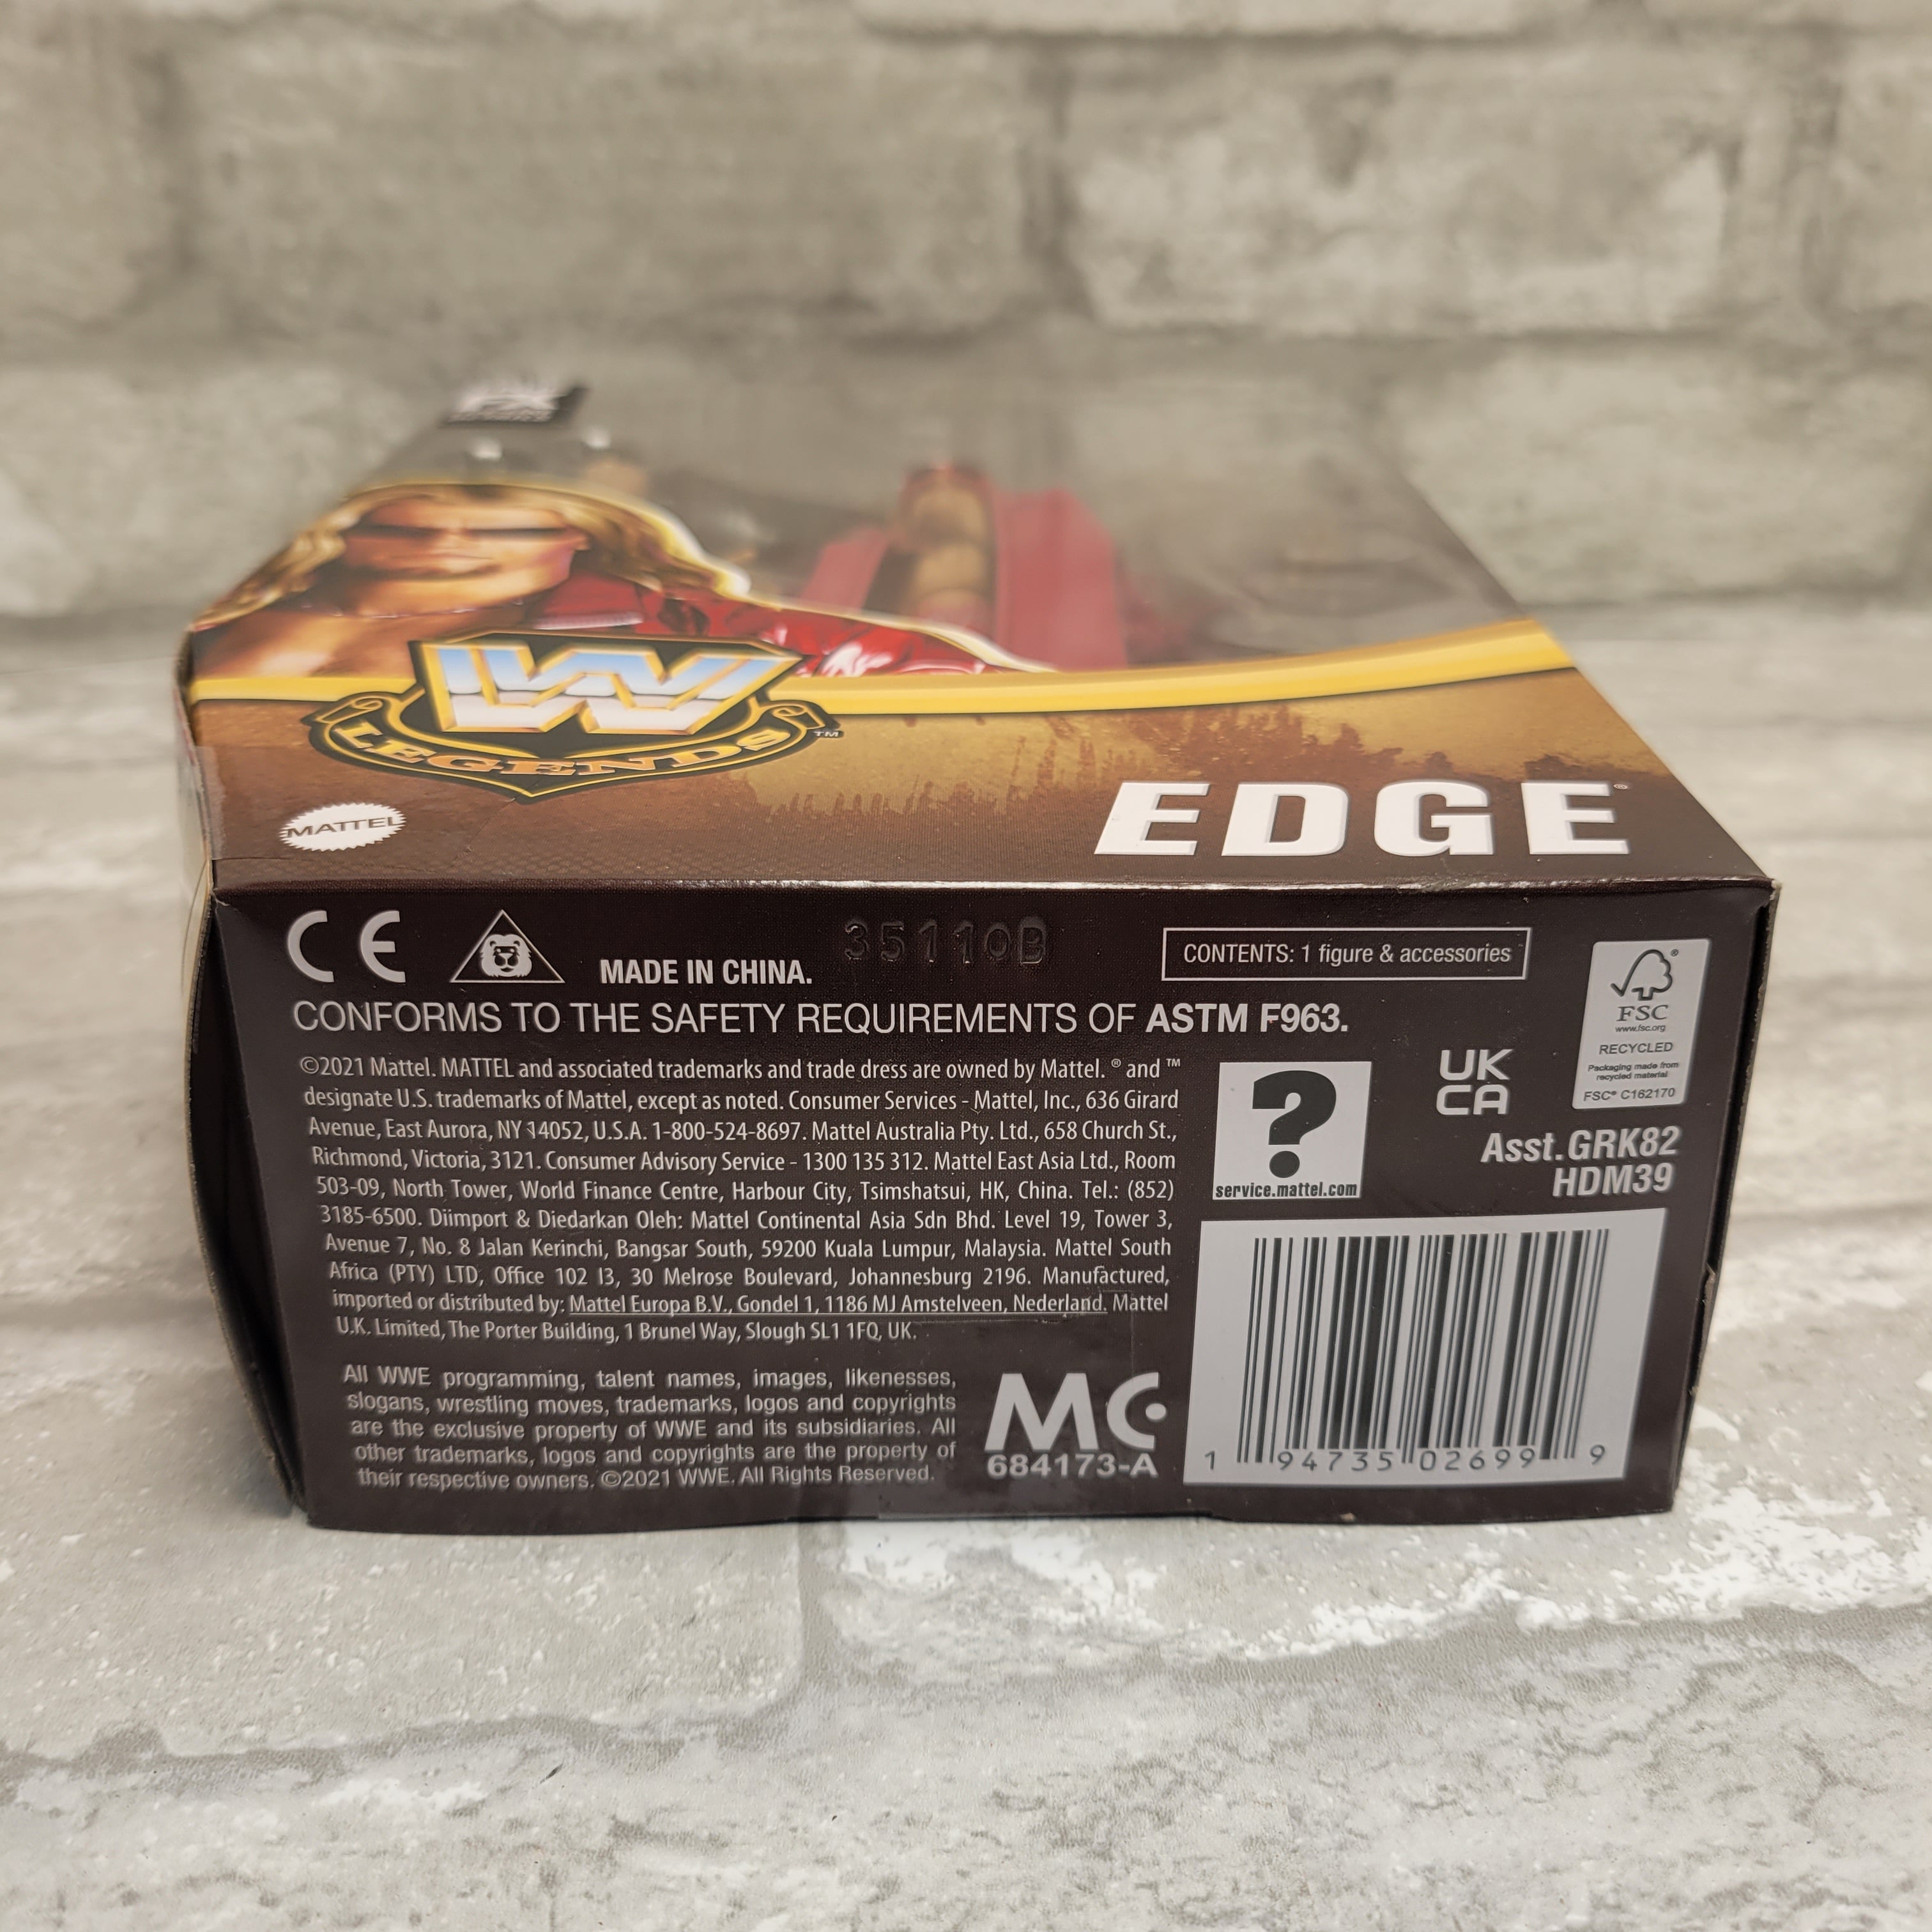 W
LEGENDS™
MATTEL
EDGE®
CE
MADE IN CHINA.
35110B
CONTENTS: 1 figure & accessories
CONFORMS TO THE SAFETY REQUIREMENTS OF ASTM F963.
©2021 Mattel. MATTEL and associated trademarks and trade dress are owned by Mattel. ® and ™
designate U.S. trademarks of Mattel, except as noted. Consumer Services - Mattel, Inc., 636 Girard
Avenue, East Aurora, NY 14052, U.S.A. 1-800-524-8697. Mattel Australia Pty. Ltd., 658 Church St.,
Richmond, Victoria, 3121. Consumer Advisory Service - 1300 135 312. Mattel East Asia Ltd., Room
503-09, North Tower, World Finance Centre, Harbour City, Tsimshatsui, HK, China. Tel.: (852)
3185-6500. Diimport & Diedarkan Oleh: Mattel Continental Asia Sdn Bhd. Level 19, Tower 3,
Avenue 7, No. 8 Jalan Kerinchi, Bangsar South, 59200 Kuala Lumpur, Malaysia. Mattel South
Africa (PTY) LTD, Office 102 I3, 30 Melrose Boulevard, Johannesburg 2196. Manufactured,
imported or distributed by: Mattel Europa B.V., Gondel 1, 1186 MJ Amstelveen, Nederland. Mattel
U.K. Limited, The Porter Building, 1 Brunel Way, Slough SL1 1FQ, UK.
All WWE programming, talent names, images, likenesses,
slogans, wrestling moves, trademarks, logos and copyrights
are the exclusive property of WWE and its subsidiaries. All
other trademarks, logos and copyrights are the property of
their respective owners. ©2021 WWE. All Rights Reserved.
MC
684173-A
?
service.mattel.com
UK
CA
FSC®
www.fsc.org
RECYCLED
Packaging made from
recycled material
FSC® C162170
Asst.GRK82
HDM39
1 94735 02699 9